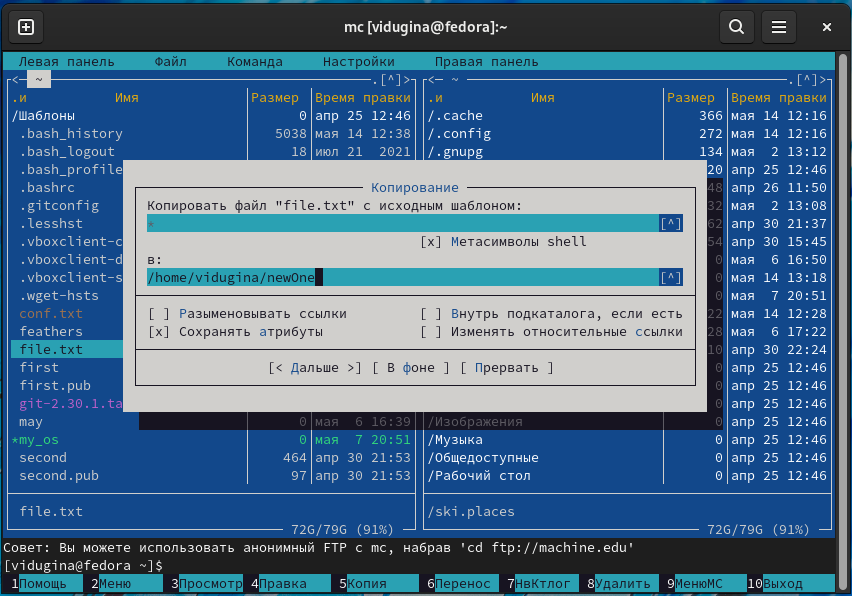 mc [vidugina@fedora]:~
Левая панель Файл Команда Настройки Правая панель
<— ~ .[^]> <— ~ .[^]>
.и Имя Размер Время правки .и Имя Размер Время правки
/Шаблоны 0 апр 25 12:46 /.cache 366 мая 14 12:16
.bash_history 5038 мая 14 12:38 /.config 272 мая 14 12:16
.bash_logout 18 июл 21 2021 /.gnupg 134 мая 2 13:12
.bash_profile 20 апр 25 12:46
.bashrc Копирование 48 апр 26 11:50
.gitconfig Копировать файл "file.txt" с исходным шаблоном: 32 мая 2 13:08
.lesshst * [^] 62 апр 30 21:37
.vboxclient-c [x] Метасимволы shell 54 апр 30 15:45
.vboxclient-d в: 0 мая 6 16:50
.vboxclient-s /home/vidugina/newOne [^] 0 мая 14 13:18
.wget-hsts 0 мая 7 20:51
conf.txt [ ] Разыменовывать ссылки [ ] Внутрь подкаталога, если есть 22 мая 14 12:28
feathers [x] Сохранять атрибуты [ ] Изменять относительные ссылки 28 мая 6 17:22
file.txt 10 апр 30 22:24
first [< Дальше >] [ В фоне ] [ Прервать ] 0 апр 25 12:46
first.pub 0 апр 25 12:46
git-2.30.1.ta 0 апр 25 12:46
may 0 мая 6 16:39 /Изображения 0 апр 25 12:46
*my_os 0 мая 7 20:51 /Музыка 0 апр 25 12:46
second 464 апр 30 21:53 /Общедоступные 0 апр 25 12:46
second.pub 97 апр 30 21:53 /Рабочий стол 0 апр 25 12:46
file.txt /ski.places
72G/79G (91%) 72G/79G (91%)
Совет: Вы можете использовать анонимный FTP с mc, набрав 'cd ftp://machine.edu'
[vidugina@fedora ~]$
1Помощь 2Меню 3Просмотр 4Правка 5Копия 6Перенос 7НвКтлог 8Удалить 9МенюМС 10Выход